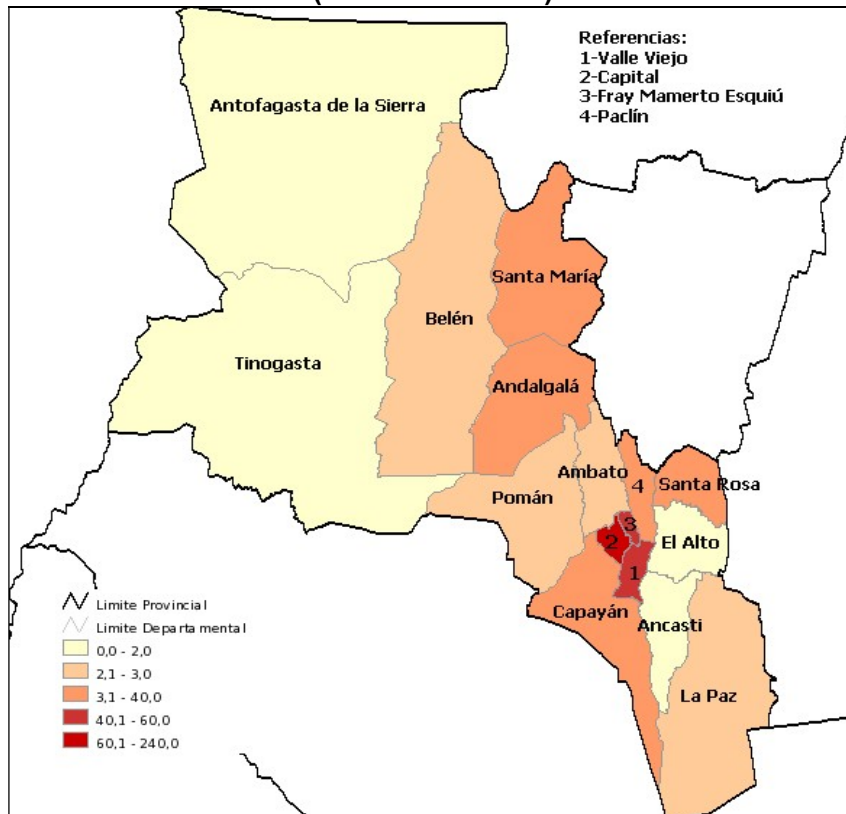 Referencias:
1-Valle Viejo
2-Capital
3-Fray Mamerto Esquiú
4-Paclín
Antofagasta de la Sierra
Santa María
Belén
Tinogasta
Andalgalá
Ambato
4
Santa Rosa
Pomán
3
2
El Alto
1
Capayán
Ancasti
La Paz
Limite Provincial
Limite Departamental
0,0 - 2,0
2,1 - 3,0
3,1 - 40,0
40,1 - 60,0
60,1 - 240,0